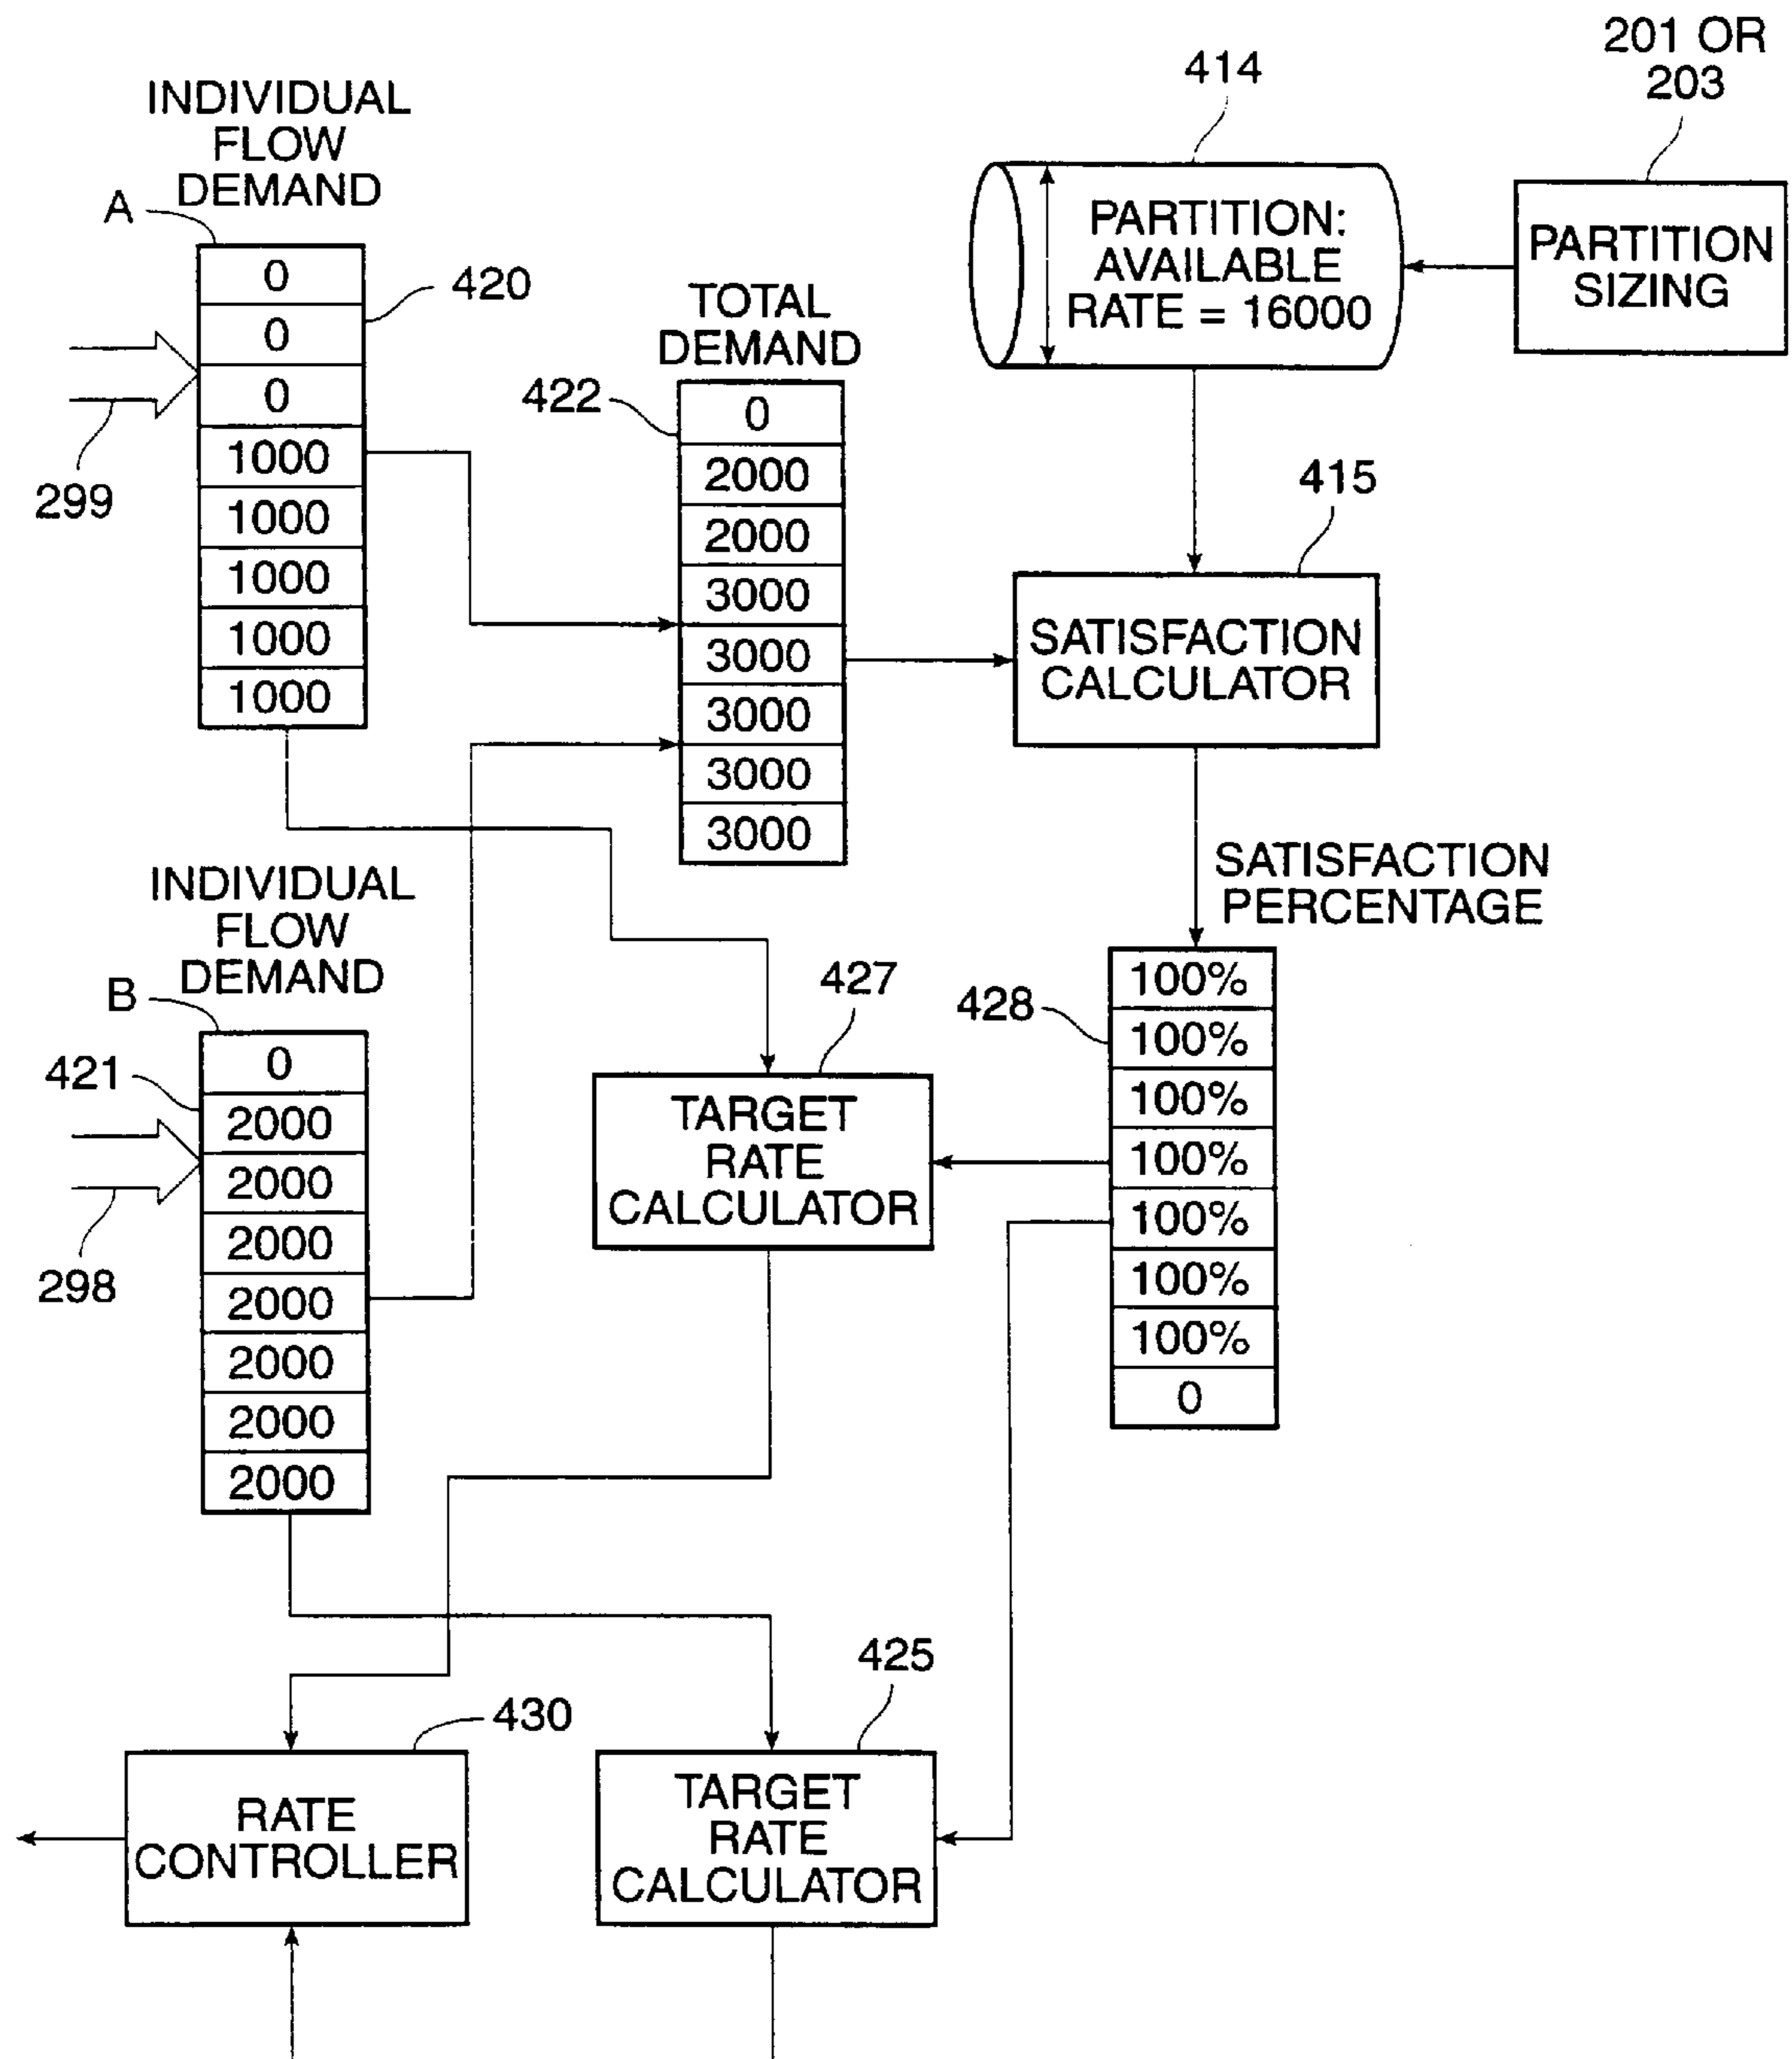 201 OR
203
414
INDIVIDUAL
FLOW
DEMAND
A
0
0
0
1000
1000
1000
1000
1000
420
299
TOTAL
DEMAND
422
0
2000
2000
3000
3000
3000
3000
3000
PARTITION:
AVAILABLE
RATE = 16000
PARTITION
SIZING
415
SATISFACTION
CALCULATOR
SATISFACTION
PERCENTAGE
428
100%
100%
100%
100%
100%
100%
100%
0
INDIVIDUAL
FLOW
DEMAND
B
421
0
2000
2000
2000
2000
2000
2000
2000
298
427
TARGET
RATE
CALCULATOR
430
RATE
CONTROLLER
425
TARGET
RATE
CALCULATOR